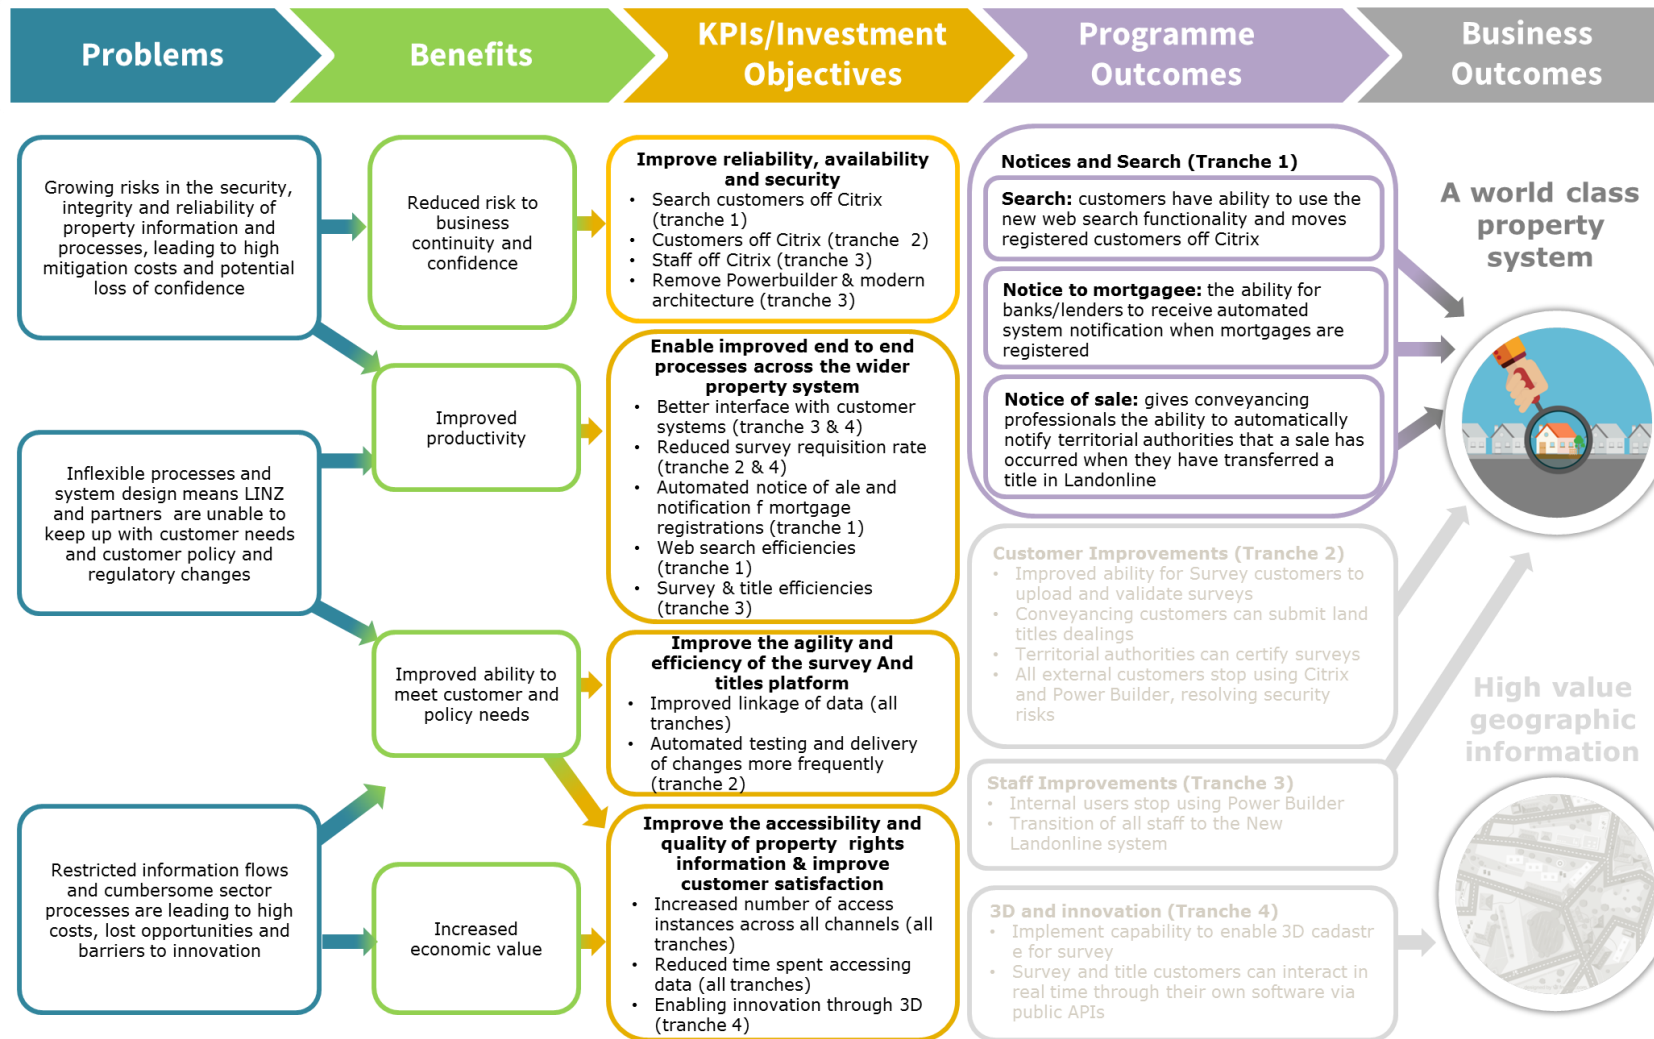 Problems
Benefits
KPIs/Investment
Objectives
Programme
Outcomes
Business
Outcomes
Growing risks in the security,
integrity and reliability of
property information and
processes, leading to high
mitigation costs and potential
loss of confidence
Inflexible processes and
system design means LINZ
and partners are unable to
keep up with customer needs
and customer policy and
regulatory changes
Restricted information flows
and cumbersome sector
processes are leading to high
costs, lost opportunities and
barriers to innovation
Reduced risk to
business
continuity and
confidence
Improved
productivity
Improved ability to
meet customer and
policy needs
Increased
economic value
Improve reliability, availability
and security
• Search customers off Citrix
(tranche 1)
• Customers off Citrix (tranche 2)
• Staff off Citrix (tranche 3)
• Remove Powerbuilder & modern
architecture (tranche 3)
Enable improved end to end
processes across the wider
property system
• Better interface with customer
systems (tranche 3 & 4)
• Reduced survey requisition rate
(tranche 2 & 4)
• Automated notice of ale and
notification f mortgage
registrations (tranche 1)
• Web search efficiencies
(tranche 1)
• Survey & title efficiencies
(tranche 3)
Improve the agility and
efficiency of the survey And
titles platform
• Improved linkage of data (all
tranches)
• Automated testing and delivery
of changes more frequently
(tranche 2)
Improve the accessibility and
quality of property rights
information & improve
customer satisfaction
• Increased number of access
instances across all channels (all
tranches)
• Reduced time spent accessing
data (all tranches)
• Enabling innovation through 3D
(tranche 4)
Notices and Search (Tranche 1)
Search: customers have ability to use the
new web search functionality and moves
registered customers off Citrix
Notice to mortgagee: the ability for
banks/lenders to receive automated
system notification when mortgages are
registered
Notice of sale: gives conveyancing
professionals the ability to automatically
notify territorial authorities that a sale has
occurred when they have transferred a
title in Landonline
Customer Improvements (Tranche 2)
• Improved ability for Survey customers to
upload and validate surveys
• Conveyancing customers can submit land
titles dealings
• Territorial authorities can certify surveys
• All external customers stop using Citrix
and Power Builder, resolving security
risks
Staff Improvements (Tranche 3)
• Internal users stop using Power Builder
• Transition of all staff to the New
Landonline system
3D and innovation (Tranche 4)
• Implement capability to enable 3D cadastr
e for survey
• Survey and title customers can interact in
real time through their own software via
public APIs
A world class
property
system
High value
geographic
information